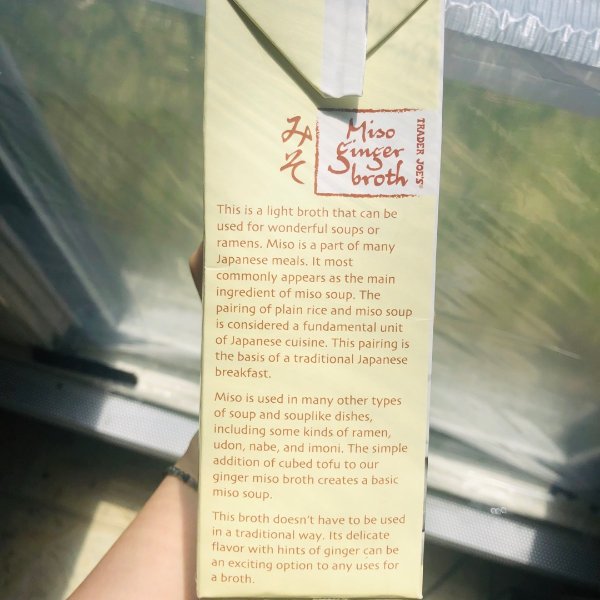 みそ
Miso
ginger
broth
TRADER JOE'S
This is a light broth that can be
used for wonderful soups or
ramens. Miso is a part of many
Japanese meals. It most
commonly appears as the main
ingredient of miso soup. The
pairing of plain rice and miso soup
is considered a fundamental unit
of Japanese cuisine. This pairing is
the basis of a traditional Japanese
breakfast.
Miso is used in many other types
of soup and souplike dishes,
including some kinds of ramen,
udon, nabe, and imoni. The simple
addition of cubed tofu to our
ginger miso broth creates a basic
miso soup.
This broth doesn't have to be used
in a traditional way. Its delicate
flavor with hints of ginger can be
an exciting option to any uses for
a broth.